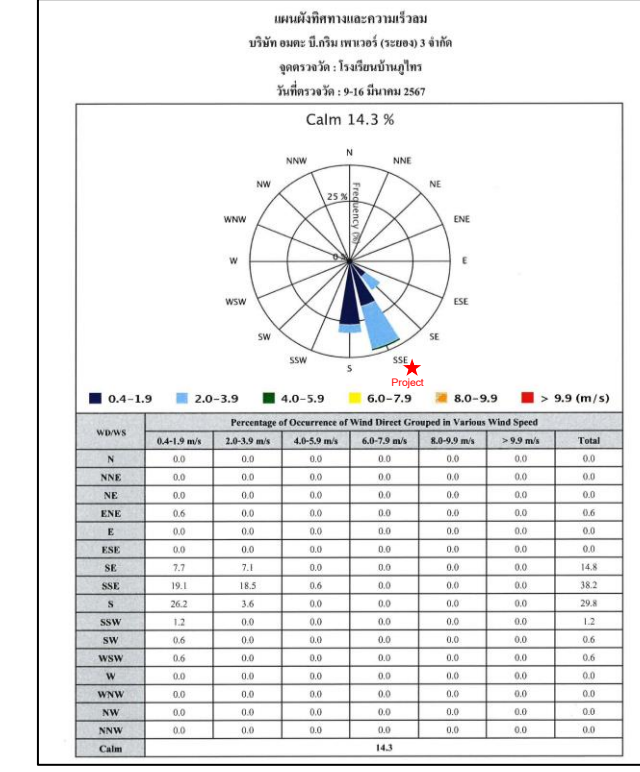 แผนผังทิศทางและความเร็วลม
บริษัท อมตะ บี.กริม เพาเวอร์ (ระยอง) 3 จำกัด
จุดตรวจวัด : โรงเรียนบ้านภูไทร
วันที่ตรวจวัด : 9-16 มีนาคม 2567
Calm 14.3 %
N
NNW NNE
NW NE
25 %
Frequency (%)
WNW ENE
0 %
W E
WSW ESE
SW SE
SSW SSE
S
Project
0.4-1.9 2.0-3.9 4.0-5.9 6.0-7.9 8.0-9.9 > 9.9 (m/s)
WD/WS Percentage of Occurrence of Wind Direct Grouped in Various Wind Speed
0.4-1.9 m/s 2.0-3.9 m/s 4.0-5.9 m/s 6.0-7.9 m/s 8.0-9.9 m/s > 9.9 m/s Total
N 0.0 0.0 0.0 0.0 0.0 0.0 0.0
NNE 0.0 0.0 0.0 0.0 0.0 0.0 0.0
NE 0.0 0.0 0.0 0.0 0.0 0.0 0.0
ENE 0.6 0.0 0.0 0.0 0.0 0.0 0.6
E 0.0 0.0 0.0 0.0 0.0 0.0 0.0
ESE 0.0 0.0 0.0 0.0 0.0 0.0 0.0
SE 7.7 7.1 0.0 0.0 0.0 0.0 14.8
SSE 19.1 18.5 0.6 0.0 0.0 0.0 38.2
S 26.2 3.6 0.0 0.0 0.0 0.0 29.8
SSW 1.2 0.0 0.0 0.0 0.0 0.0 1.2
SW 0.6 0.0 0.0 0.0 0.0 0.0 0.6
WSW 0.6 0.0 0.0 0.0 0.0 0.0 0.6
W 0.0 0.0 0.0 0.0 0.0 0.0 0.0
WNW 0.0 0.0 0.0 0.0 0.0 0.0 0.0
NW 0.0 0.0 0.0 0.0 0.0 0.0 0.0
NNW 0.0 0.0 0.0 0.0 0.0 0.0 0.0
Calm 14.3